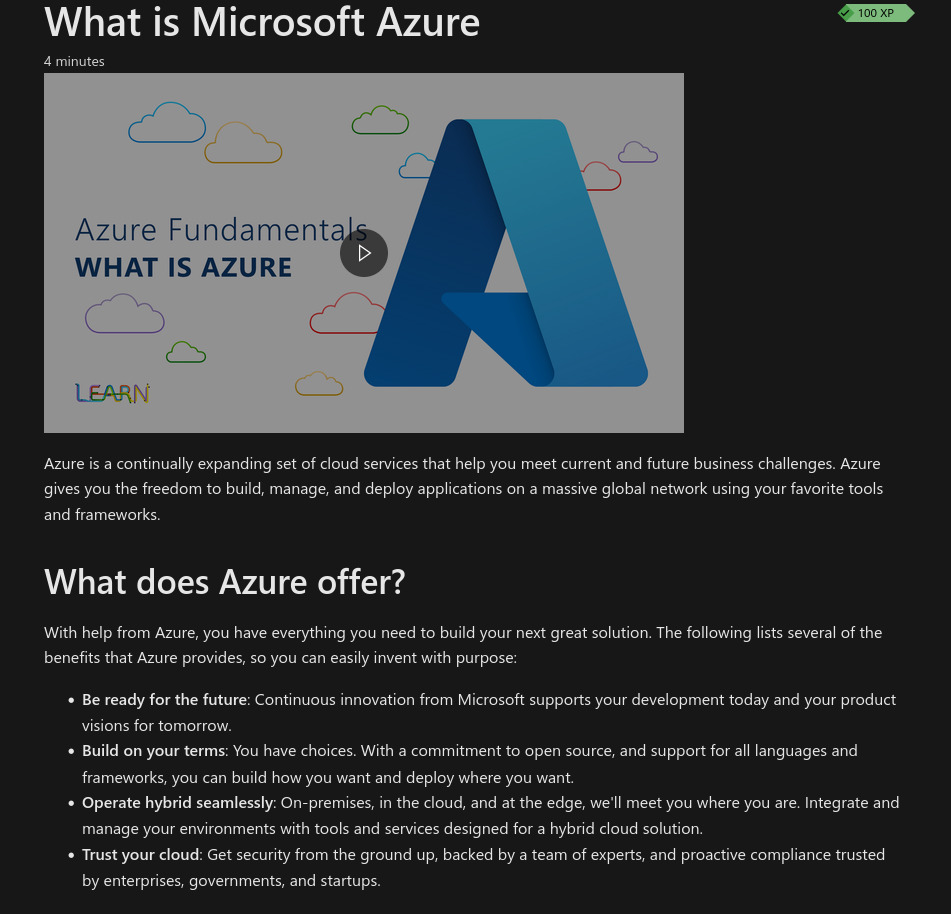 What is Microsoft Azure
100 XP
4 minutes
Azure Fundamentals
WHAT IS AZURE
LEARN
Azure is a continually expanding set of cloud services that help you meet current and future business challenges. Azure
gives you the freedom to build, manage, and deploy applications on a massive global network using your favorite tools
and frameworks.
What does Azure offer?
With help from Azure, you have everything you need to build your next great solution. The following lists several of the
benefits that Azure provides, so you can easily invent with purpose:
• Be ready for the future: Continuous innovation from Microsoft supports your development today and your product
visions for tomorrow.
• Build on your terms: You have choices. With a commitment to open source, and support for all languages and
frameworks, you can build how you want and deploy where you want.
• Operate hybrid seamlessly: On-premises, in the cloud, and at the edge, we'll meet you where you are. Integrate and
manage your environments with tools and services designed for a hybrid cloud solution.
• Trust your cloud: Get security from the ground up, backed by a team of experts, and proactive compliance trusted
by enterprises, governments, and startups.